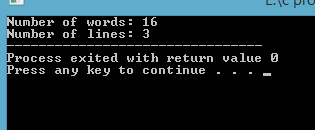 E:\c pro
Number of words: 16
Number of lines: 3
--------------------------------
Process exited with return value 0
Press any key to continue . . .